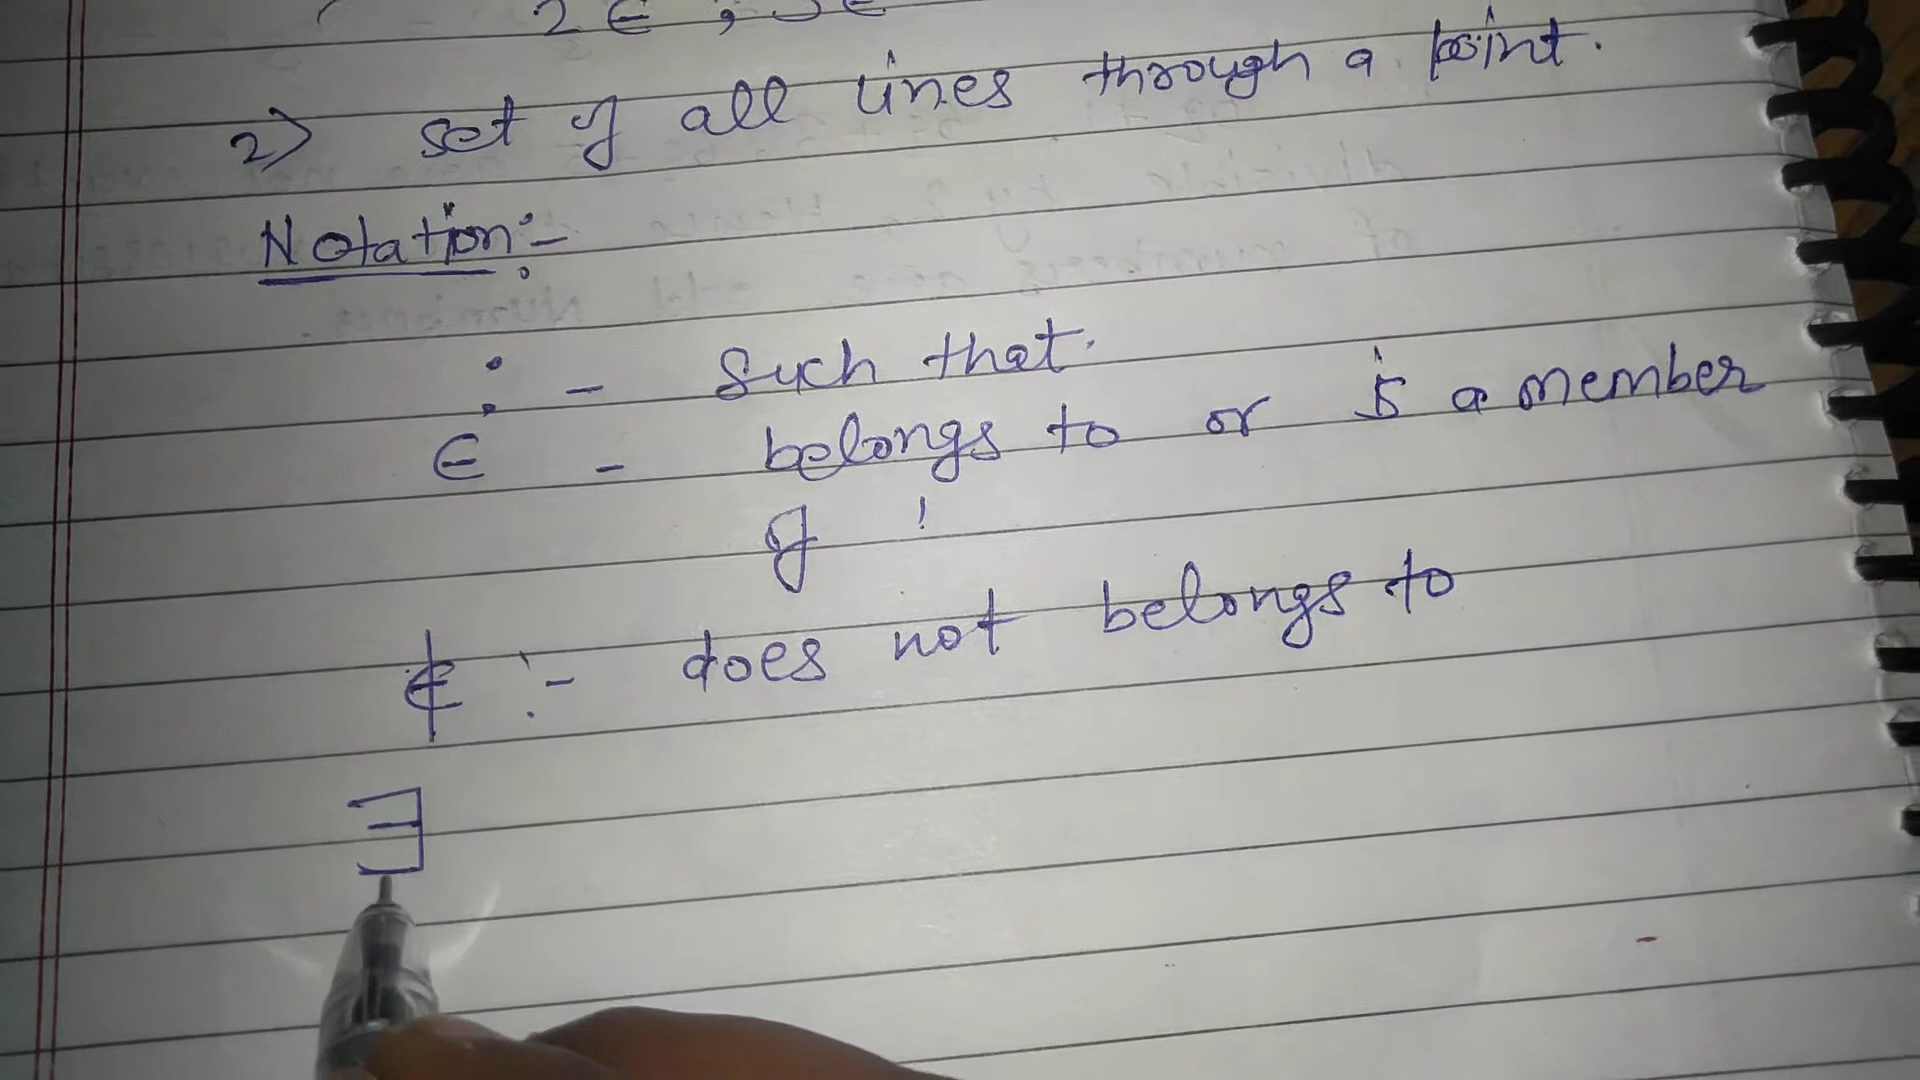 2 ∈ ,
2) set of all lines through a point.
Notation:-
: - Such that.
∈ - belongs to or is a member
of
∉ :- does not belongs to
∃